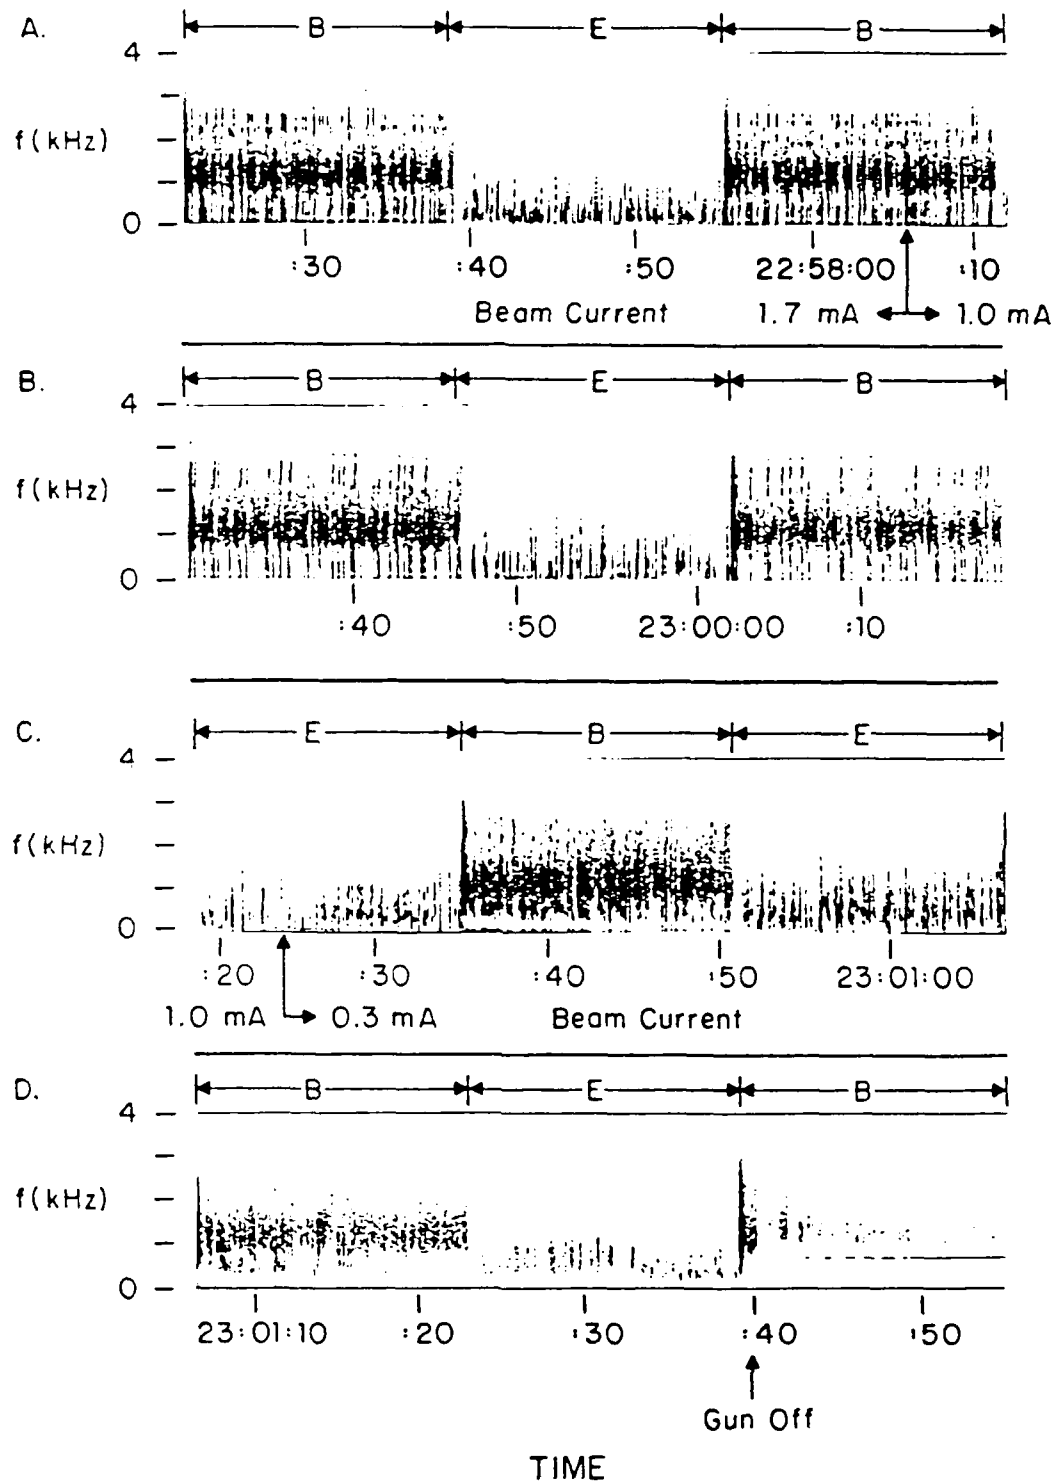 A.
B E B
4
f(kHz)
0
:30 :40 :50 22:58:00 :10
Beam Current 1.7 mA 1.0 mA
B.
B E B
4
f(kHz)
0
:40 :50 23:00:00 :10
C.
E B E
4
f(kHz)
0
:20 :30 :40 :50 23:01:00
1.0 mA 0.3 mA Beam Current
D.
B E B
4
f(kHz)
0
23:01:10 :20 :30 :40 :50
Gun Off
TIME